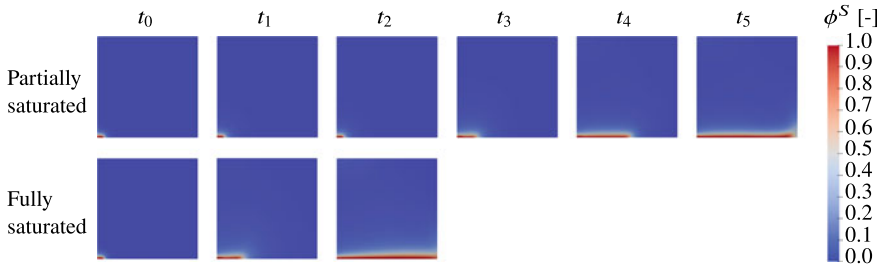 t₀ t₁ t₂ t₃ t₄ t₅ ϕˢ [-]
Partially
saturated
Fully
saturated
1.0
0.9
0.8
0.7
0.6
0.5
0.4
0.3
0.2
0.1
0.0